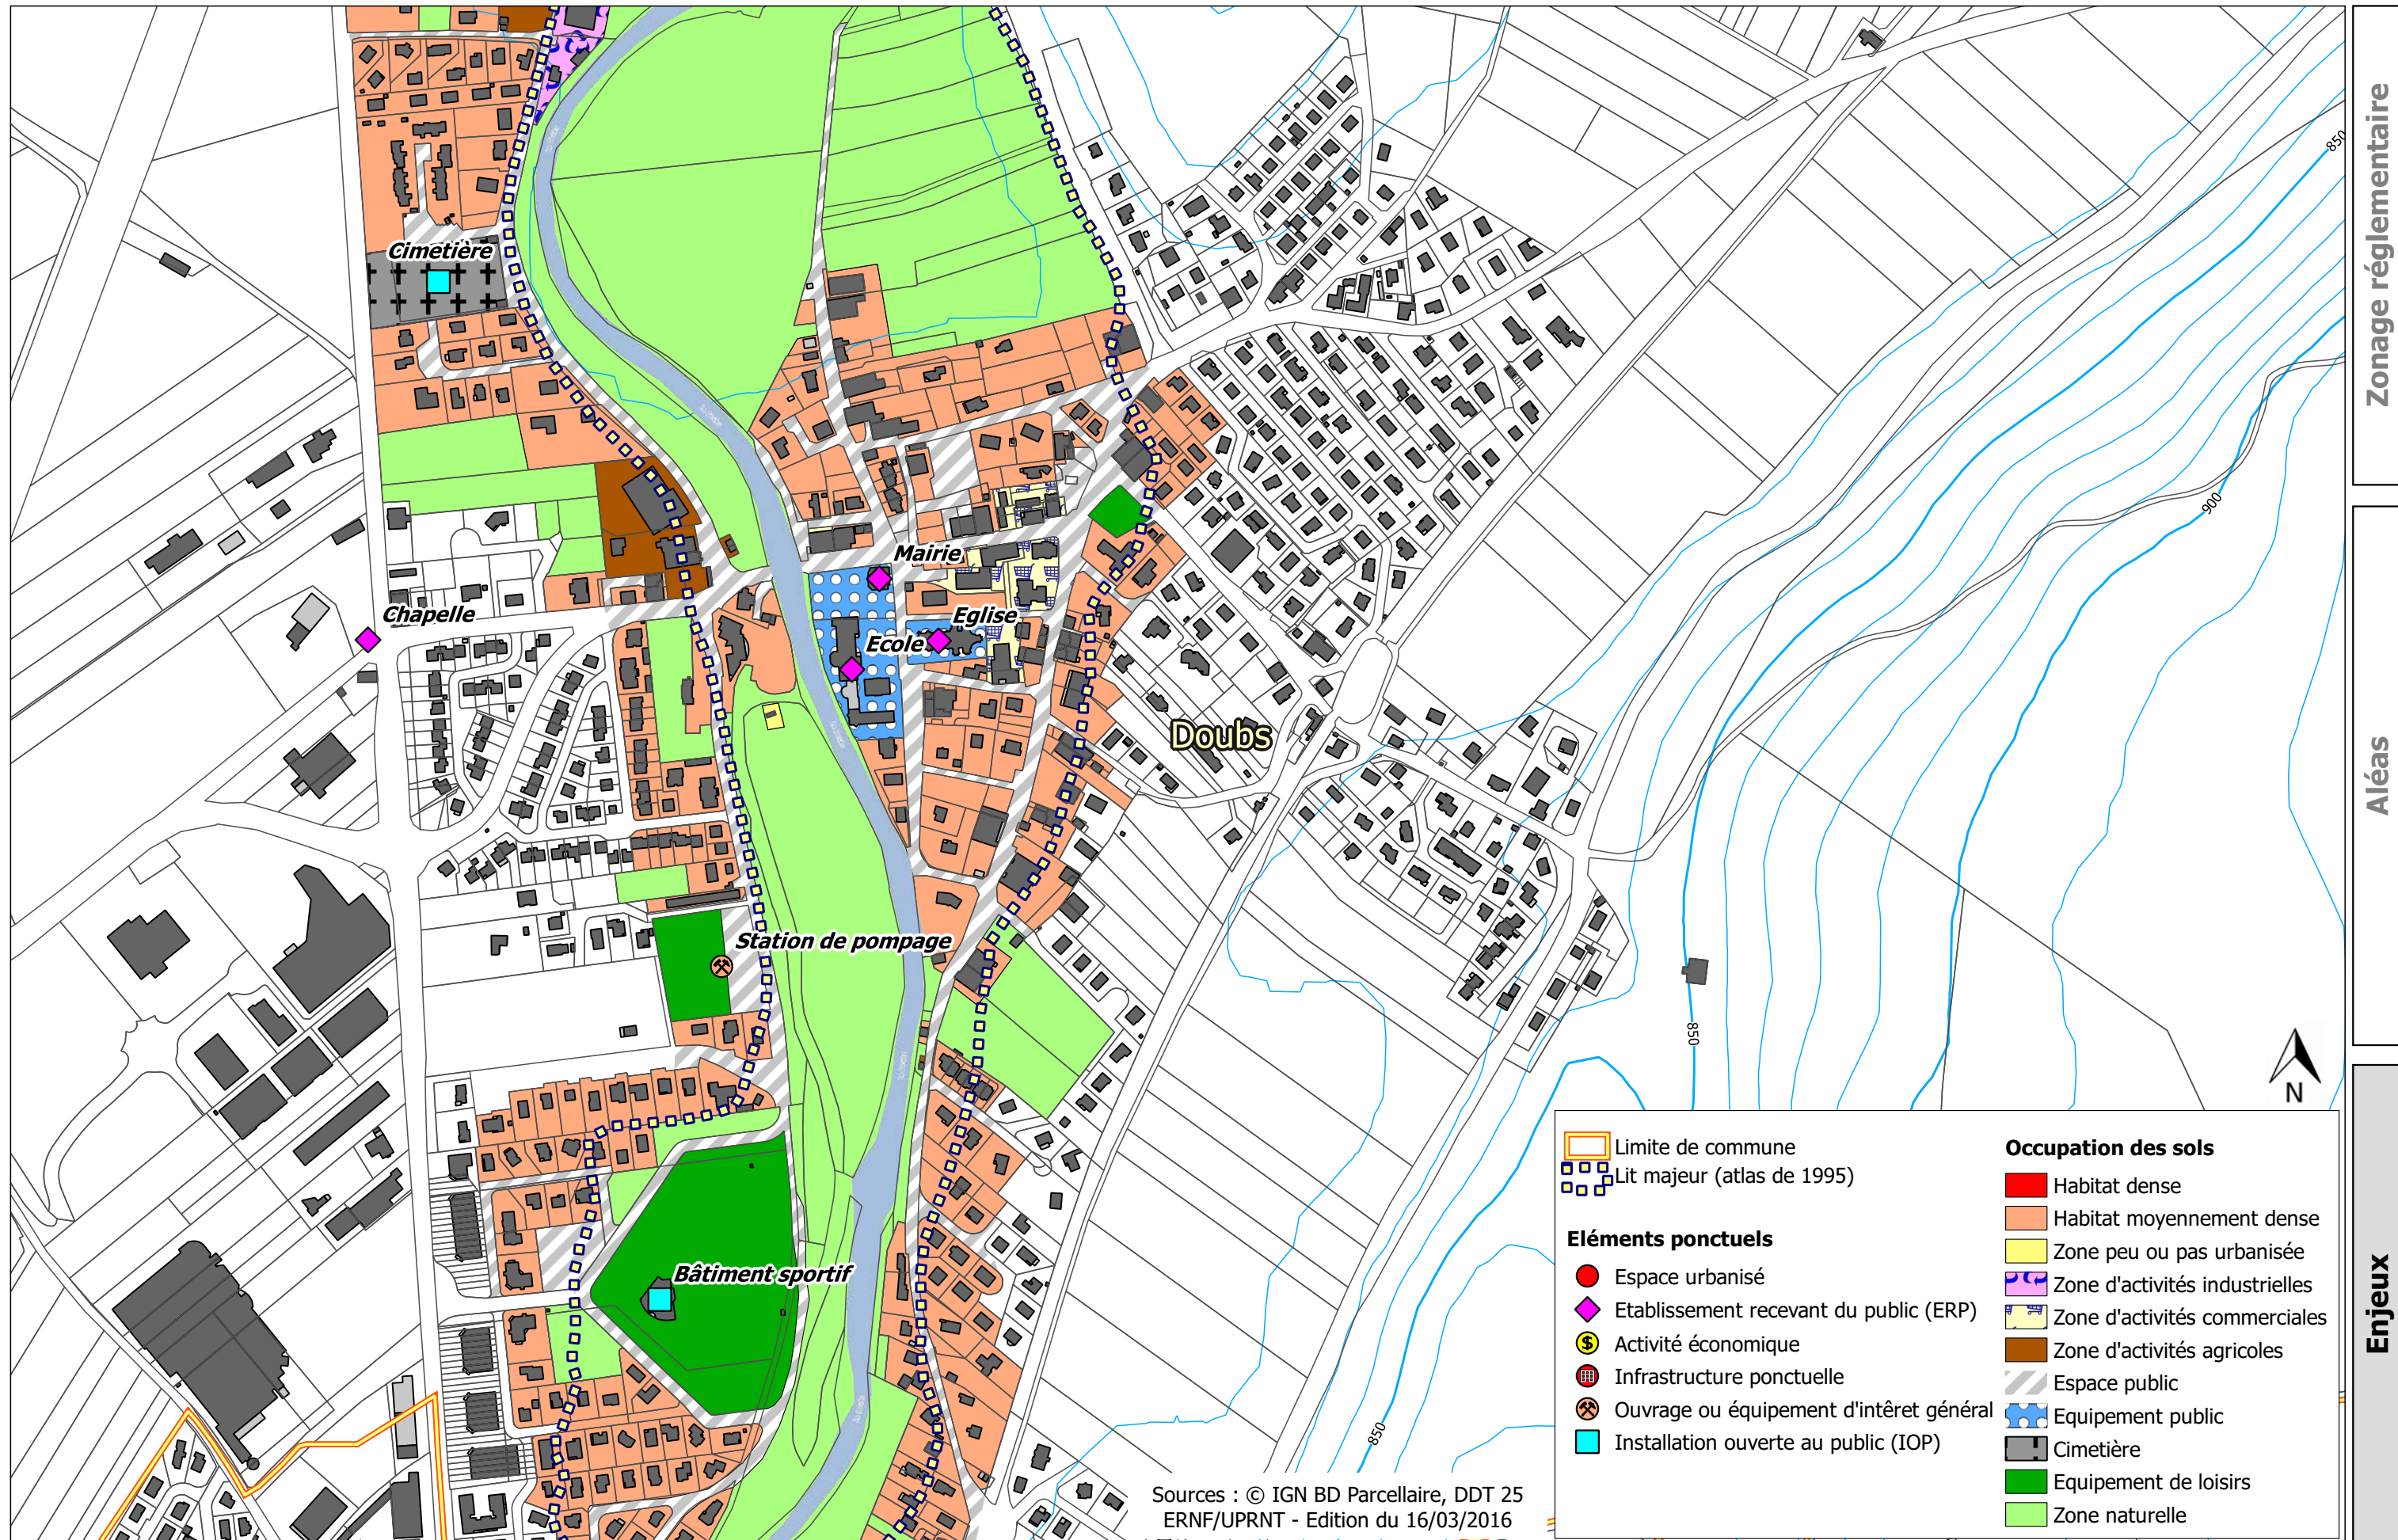 Cimetière
Chapelle
Mairie
Eglise
Ecole
Doubs
Station de pompage
Bâtiment sportif
850
900
850
850
N
Zonage réglementaire
Aléas
Enjeux
Limite de commune
Lit majeur (atlas de 1995)
Eléments ponctuels
Espace urbanisé
Etablissement recevant du public (ERP)
Activité économique
Infrastructure ponctuelle
Ouvrage ou équipement d'intêret général
Installation ouverte au public (IOP)
Occupation des sols
Habitat dense
Habitat moyennement dense
Zone peu ou pas urbanisée
Zone d'activités industrielles
Zone d'activités commerciales
Zone d'activités agricoles
Espace public
Equipement public
Cimetière
Equipement de loisirs
Zone naturelle
Sources : © IGN BD Parcellaire, DDT 25
ERNF/UPRNT - Edition du 16/03/2016